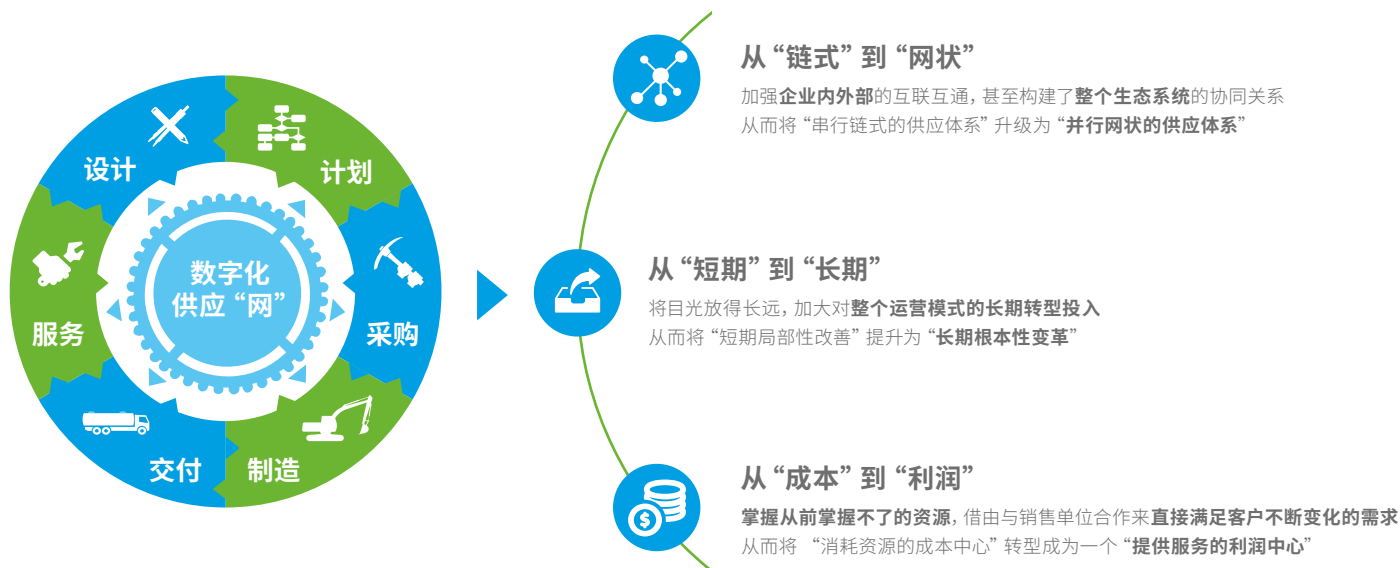 设计
计划
服务
采购
交付
制造
数字化
供应“网”
从“链式”到“网状”
加强企业内外部的互联互通，甚至构建了整个生态系统的协同关系
从而将“串行链式的供应体系”升级为“并行网状的供应体系”
从“短期”到“长期”
将目光放得长远，加大对整个运营模式的长期转型投入
从而将“短期局部性改善”提升为“长期根本性变革”
从“成本”到“利润”
掌握从前掌握不了的资源，借由与销售单位合作来直接满足客户不断变化的需求
从而将 “消耗资源的成本中心”转型成为一个“提供服务的利润中心”